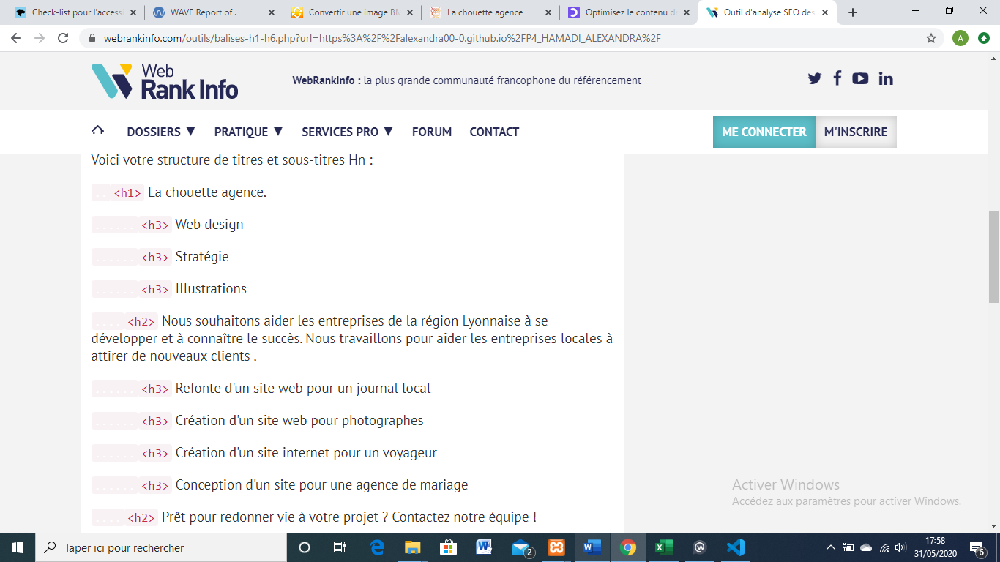 Check-list pour l'access
WAVE Report of .
Convertir une image BM
La chouette agence
Optimisez le contenu de
Outil d'analyse SEO des
webrankinfo.com/outils/balises-h1-h6.php?url=https%3A%2F%2Falexandra00-0.github.io%2FP4_HAMADI_ALEXANDRA%2F
A
Web
Rank Info
WebRankInfo : la plus grande communauté francophone du référencement
DOSSIERS ▼ PRATIQUE ▼ SERVICES PRO ▼ FORUM CONTACT
ME CONNECTER M'INSCRIRE
Voici votre structure de titres et sous-titres Hn :
.. <h1> La chouette agence.
...... <h3> Web design
...... <h3> Stratégie
...... <h3> Illustrations
.... <h2> Nous souhaitons aider les entreprises de la région Lyonnaise à se
développer et à connaître le succès. Nous travaillons pour aider les entreprises locales à
attirer de nouveaux clients .
...... <h3> Refonte d'un site web pour un journal local
...... <h3> Création d'un site web pour photographes
...... <h3> Création d'un site internet pour un voyageur
...... <h3> Conception d'un site pour une agence de mariage
.... <h2> Prêt pour redonner vie à votre projet ? Contactez notre équipe !
Activer Windows
Accédez aux paramètres pour activer Windows.
Taper ici pour rechercher
2
17:58
31/05/2020
6